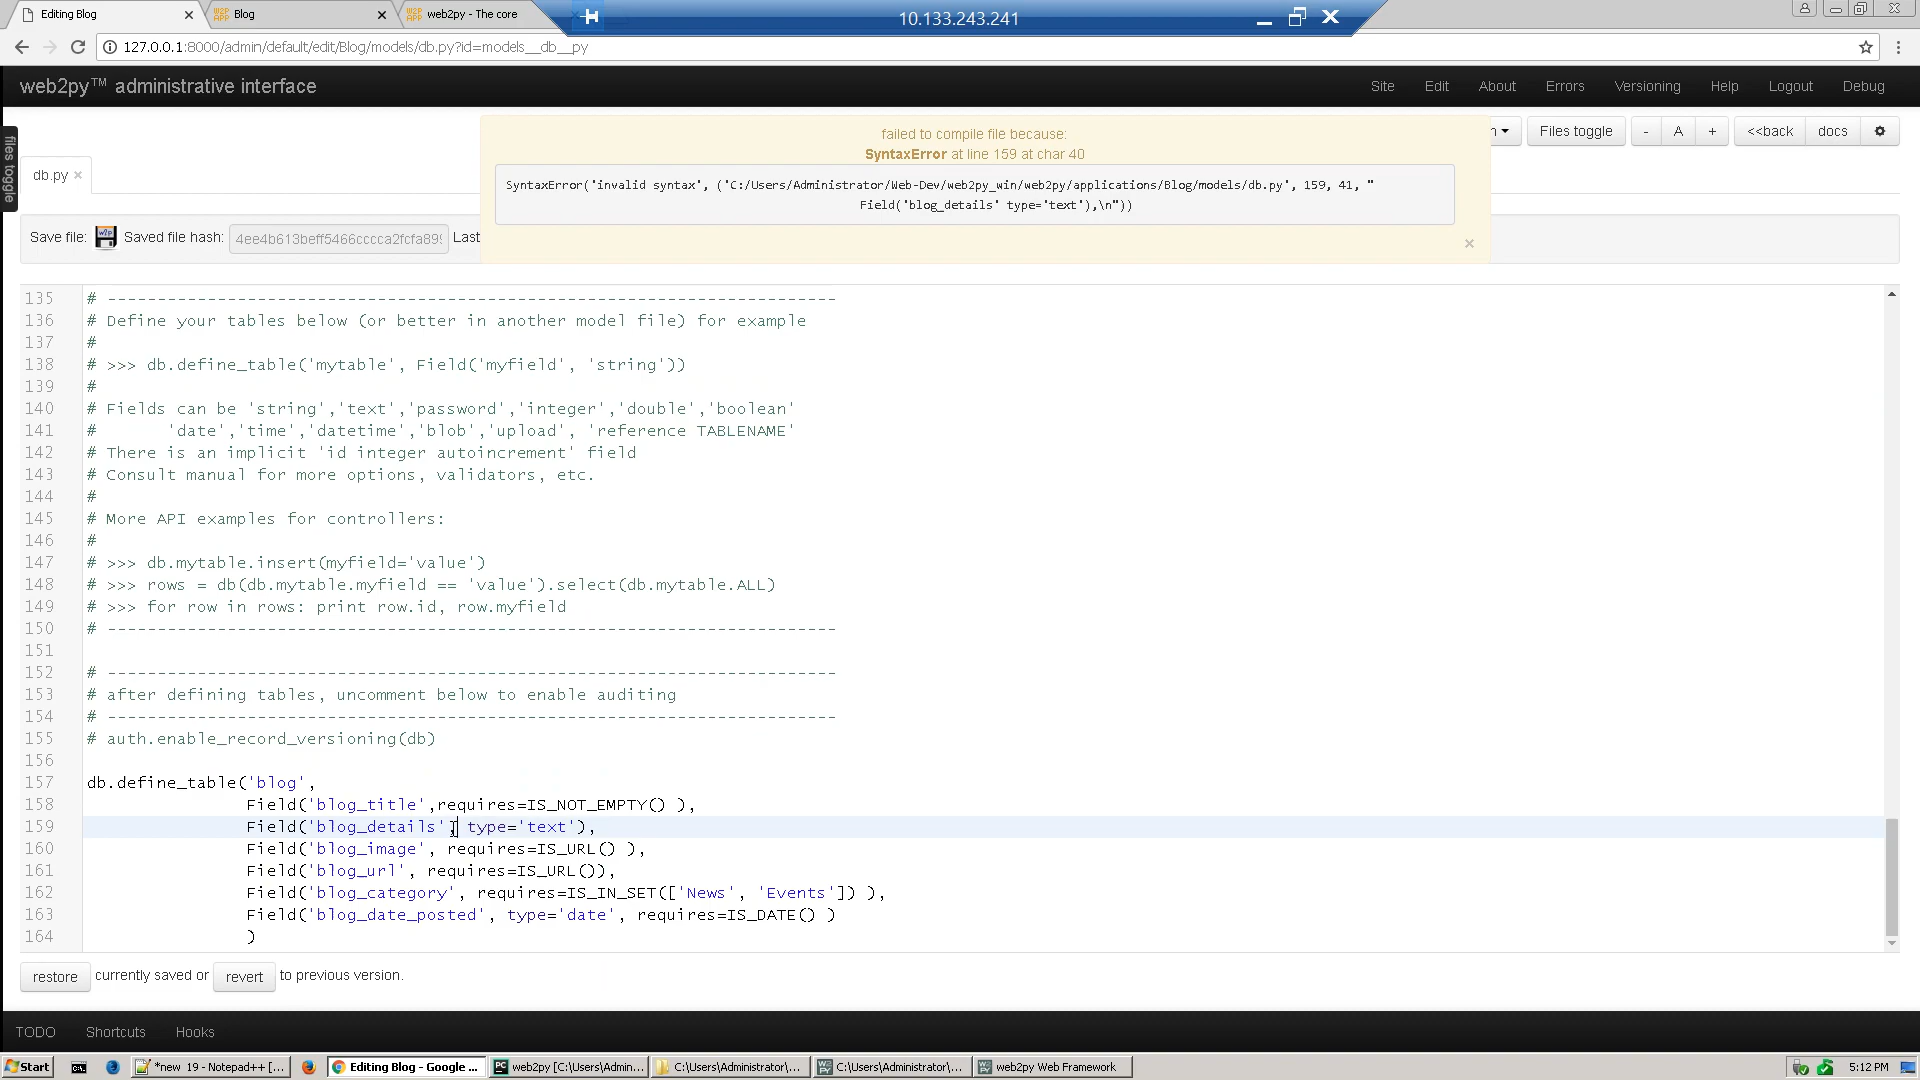 Editing Blog
Blog
web2py - The core
10.133.243.241
127.0.0.1:8000/admin/default/edit/Blog/models/db.py?id=models__db__py
web2py™ administrative interface
Site Edit About Errors Versioning Help Logout Debug
files toggle
failed to compile file because:
SyntaxError at line 159 at char 40
SyntaxError('invalid syntax', ('C:/Users/Administrator/Web-Dev/web2py_win/web2py/applications/Blog/models/db.py', 159, 41, "
Field('blog_details' type='text'),\n"))
×
Files toggle - A + <<back docs
db.py ×
Save file: Saved file hash: Last
135 # -------------------------------------------------------------------------
136 # Define your tables below (or better in another model file) for example
137 #
138 # >>> db.define_table('mytable', Field('myfield', 'string'))
139 #
140 # Fields can be 'string','text','password','integer','double','boolean'
141 #       'date','time','datetime','blob','upload', 'reference TABLENAME'
142 # There is an implicit 'id integer autoincrement' field
143 # Consult manual for more options, validators, etc.
144 #
145 # More API examples for controllers:
146 #
147 # >>> db.mytable.insert(myfield='value')
148 # >>> rows = db(db.mytable.myfield == 'value').select(db.mytable.ALL)
149 # >>> for row in rows: print row.id, row.myfield
150 # -------------------------------------------------------------------------
151
152 # -------------------------------------------------------------------------
153 # after defining tables, uncomment below to enable auditing
154 # -------------------------------------------------------------------------
155 # auth.enable_record_versioning(db)
156
157 db.define_table('blog',
158                 Field('blog_title',requires=IS_NOT_EMPTY() ),
159                 Field('blog_details', type='text'),
160                 Field('blog_image', requires=IS_URL() ),
161                 Field('blog_url', requires=IS_URL()),
162                 Field('blog_category', requires=IS_IN_SET(['News', 'Events']) ),
163                 Field('blog_date_posted', type='date', requires=IS_DATE() )
164                 )
restore currently saved or revert to previous version.
TODO Shortcuts Hooks
Start *new 19 - Notepad++ [... Editing Blog - Google ... web2py [C:\Users\Admin... C:\Users\Administrator\... C:\Users\Administrator\... web2py Web Framework 5:12 PM